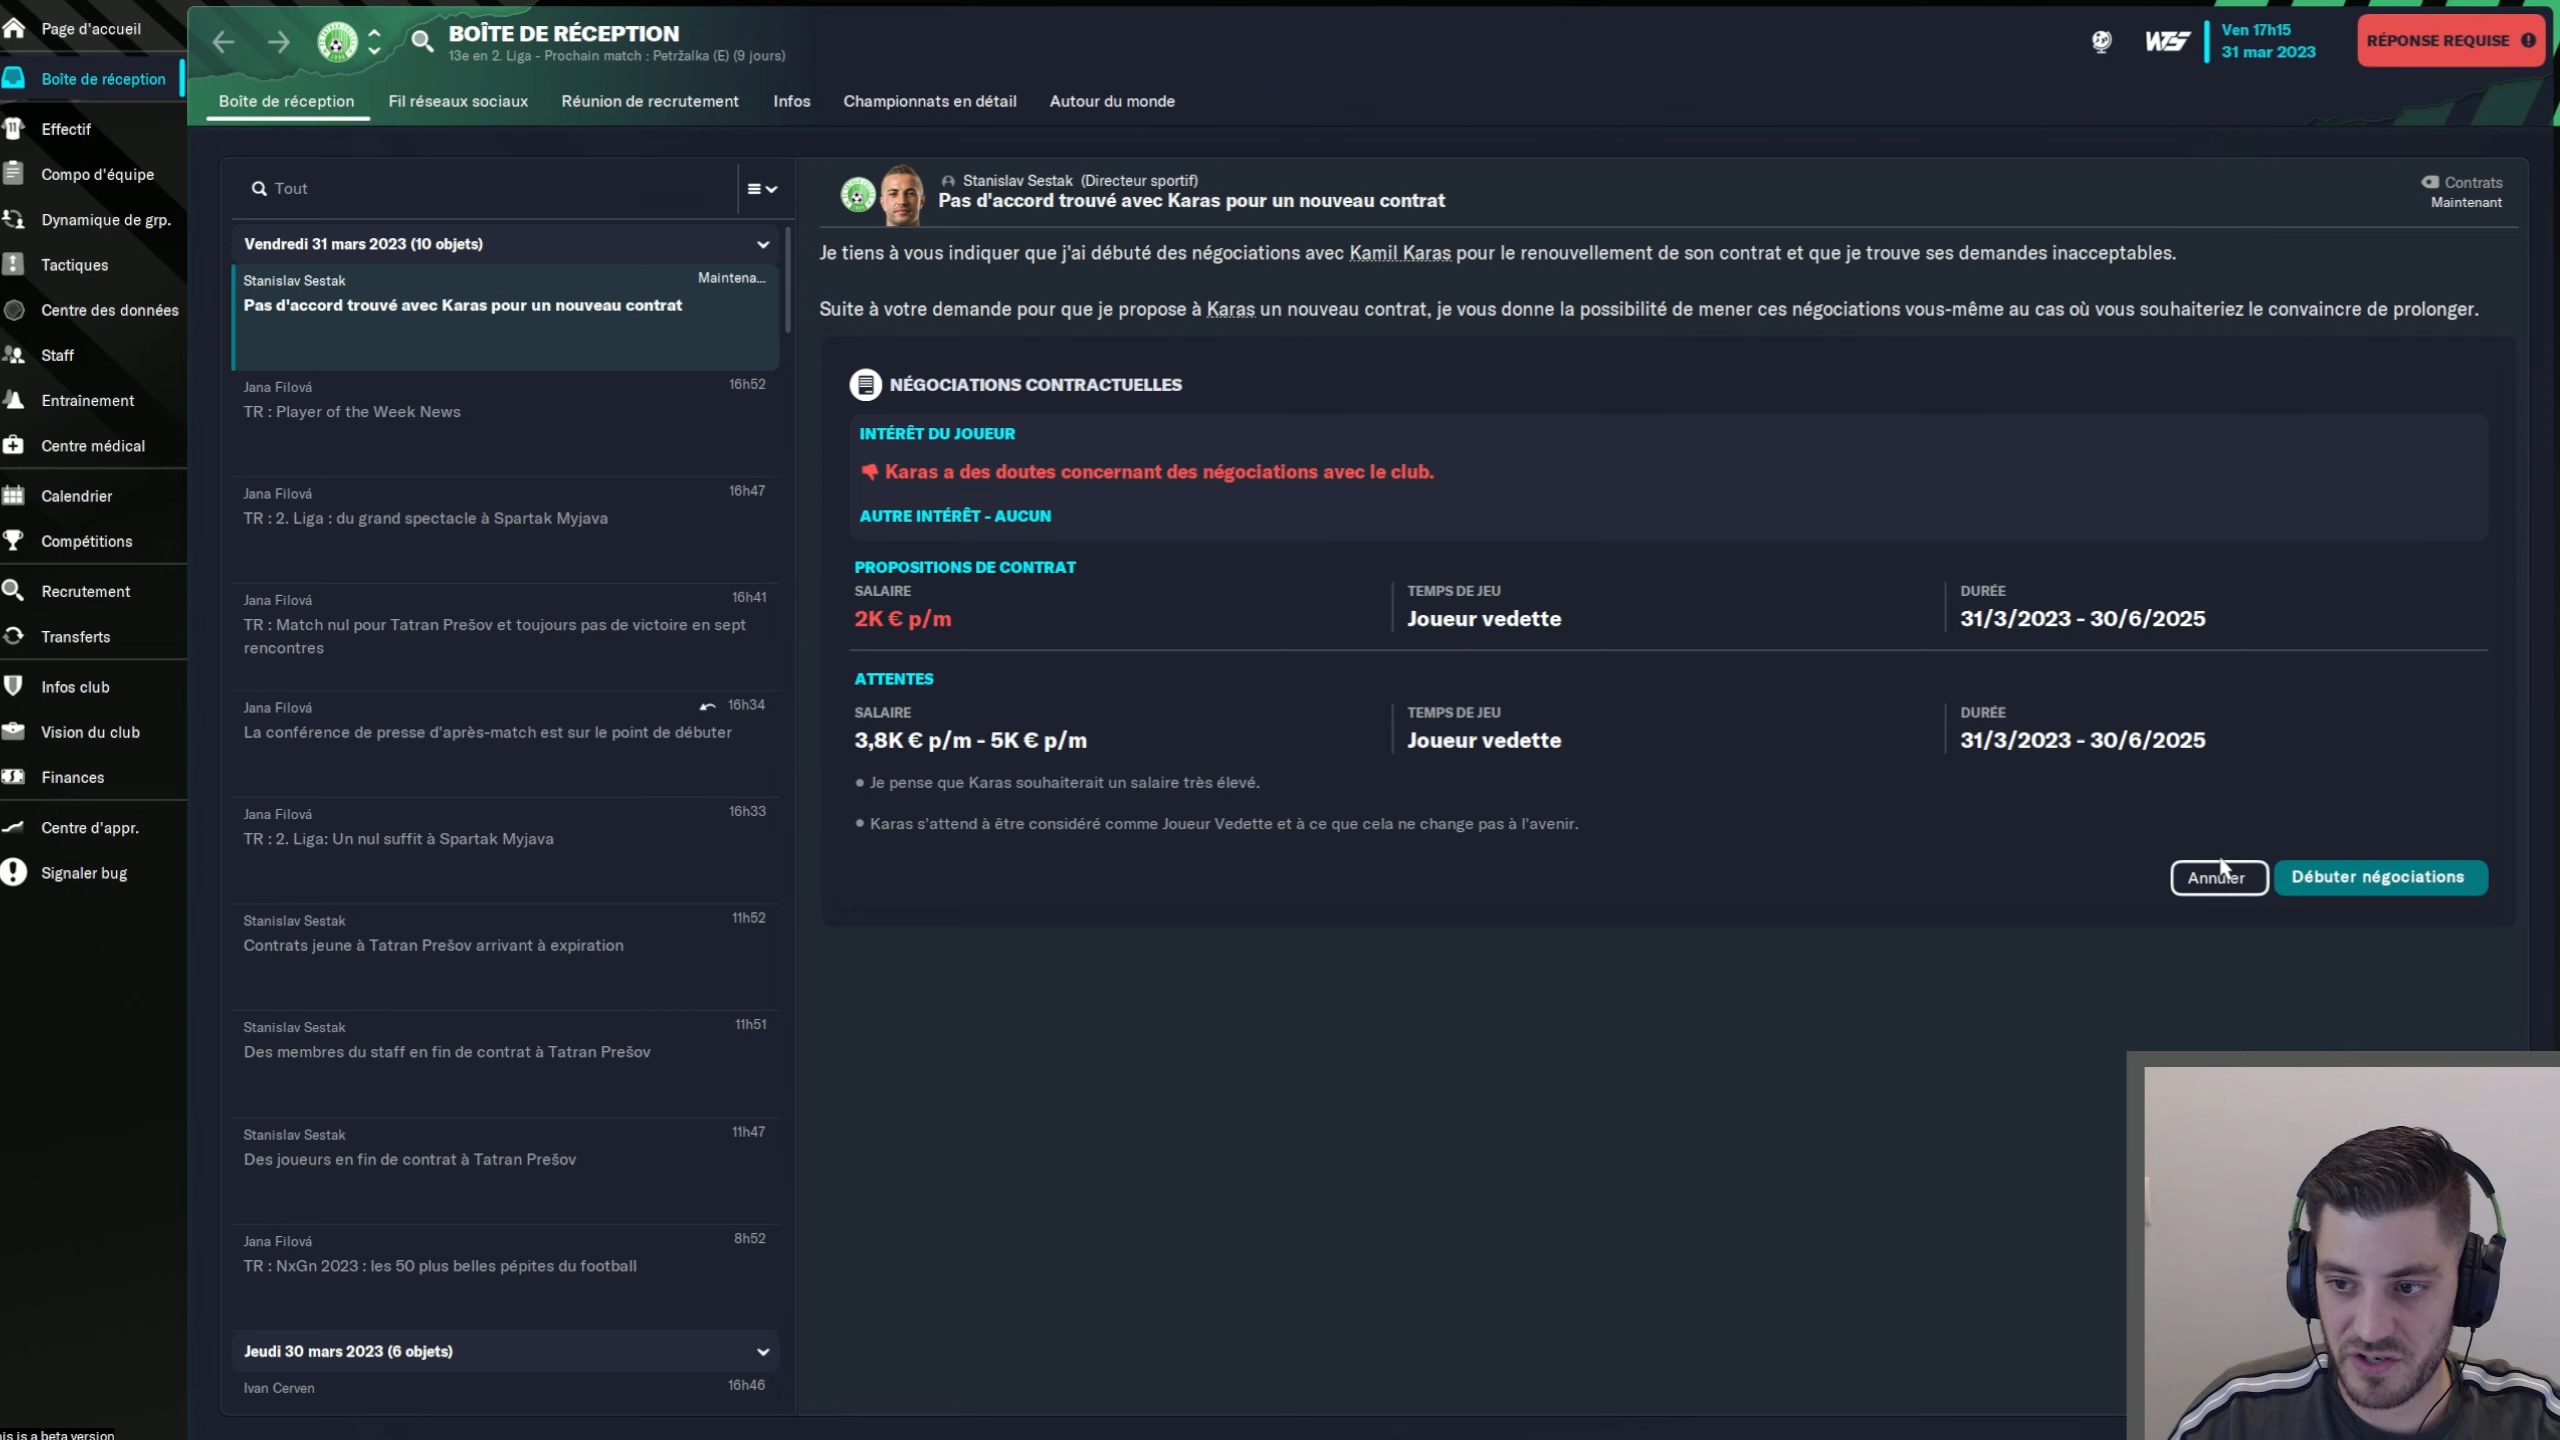 Page d'accueil
Boîte de réception
Effectif
Compo d'équipe
Dynamique de grp.
Tactiques
Centre des données
Staff
Entraînement
Centre médical
Calendrier
Compétitions
Recrutement
Transferts
Infos club
Vision du club
Finances
Centre d'appr.
Signaler bug
BOÎTE DE RÉCEPTION
13e en 2. Liga - Prochain match : Petržalka (E) (9 jours)
Ven 17h15
31 mar 2023
RÉPONSE REQUISE
Boîte de réception
Fil réseaux sociaux
Réunion de recrutement
Infos
Championnats en détail
Autour du monde
Tout
Vendredi 31 mars 2023 (10 objets)
Stanislav Sestak
Maintena...
Pas d'accord trouvé avec Karas pour un nouveau contrat
Jana Filová
16h52
TR : Player of the Week News
Jana Filová
16h47
TR : 2. Liga : du grand spectacle à Spartak Myjava
Jana Filová
16h41
TR : Match nul pour Tatran Prešov et toujours pas de victoire en sept
rencontres
Jana Filová
16h34
La conférence de presse d'après-match est sur le point de débuter
Jana Filová
16h33
TR : 2. Liga: Un nul suffit à Spartak Myjava
Stanislav Sestak
11h52
Contrats jeune à Tatran Prešov arrivant à expiration
Stanislav Sestak
11h51
Des membres du staff en fin de contrat à Tatran Prešov
Stanislav Sestak
11h47
Des joueurs en fin de contrat à Tatran Prešov
Jana Filová
8h52
TR : NxGn 2023 : les 50 plus belles pépites du football
Jeudi 30 mars 2023 (6 objets)
Ivan Cerven
16h46
Stanislav Sestak (Directeur sportif)
Pas d'accord trouvé avec Karas pour un nouveau contrat
Contrats
Maintenant
Je tiens à vous indiquer que j'ai débuté des négociations avec Kamil Karas pour le renouvellement de son contrat et que je trouve ses demandes inacceptables.
Suite à votre demande pour que je propose à Karas un nouveau contrat, je vous donne la possibilité de mener ces négociations vous-même au cas où vous souhaiteriez le convaincre de prolonger.
NÉGOCIATIONS CONTRACTUELLES
INTÉRÊT DU JOUEUR
Karas a des doutes concernant des négociations avec le club.
AUTRE INTÉRÊT - AUCUN
PROPOSITIONS DE CONTRAT
SALAIRE
2K € p/m
TEMPS DE JEU
Joueur vedette
DURÉE
31/3/2023 - 30/6/2025
ATTENTES
SALAIRE
3,8K € p/m - 5K € p/m
TEMPS DE JEU
Joueur vedette
DURÉE
31/3/2023 - 30/6/2025
• Je pense que Karas souhaiterait un salaire très élevé.
• Karas s'attend à être considéré comme Joueur Vedette et à ce que cela ne change pas à l'avenir.
Annuler
Débuter négociations
is is a beta version